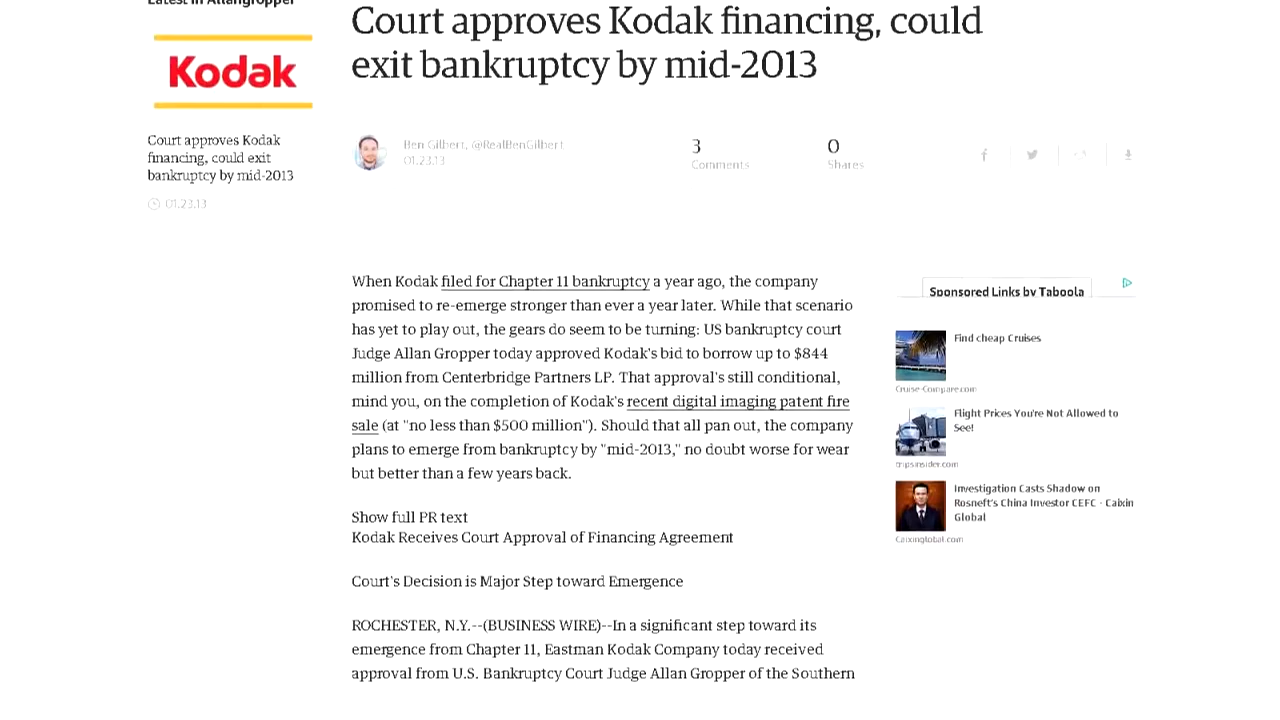 Latest in Allangropper
Kodak
Court approves Kodak
financing, could exit
bankruptcy by mid-2013
01.23.13
Court approves Kodak financing, could
exit bankruptcy by mid-2013
Ben Gilbert, @RealBenGilbert
01.23.13
3
Comments
0
Shares
When Kodak filed for Chapter 11 bankruptcy a year ago, the company
promised to re-emerge stronger than ever a year later. While that scenario
has yet to play out, the gears do seem to be turning: US bankruptcy court
Judge Allan Gropper today approved Kodak's bid to borrow up to $844
million from Centerbridge Partners LP. That approval's still conditional,
mind you, on the completion of Kodak's recent digital imaging patent fire
sale (at "no less than $500 million"). Should that all pan out, the company
plans to emerge from bankruptcy by "mid-2013," no doubt worse for wear
but better than a few years back.
Show full PR text
Kodak Receives Court Approval of Financing Agreement
Court's Decision is Major Step toward Emergence
ROCHESTER, N.Y.--(BUSINESS WIRE)--In a significant step toward its
emergence from Chapter 11, Eastman Kodak Company today received
approval from U.S. Bankruptcy Court Judge Allan Gropper of the Southern
Sponsored Links by Taboola
Find cheap Cruises
Cruise-Compare.com
Flight Prices You're Not Allowed to
See!
tripsinsider.com
Investigation Casts Shadow on
Rosneft's China Investor CEFC - Caixin
Global
Caixinglobal.com